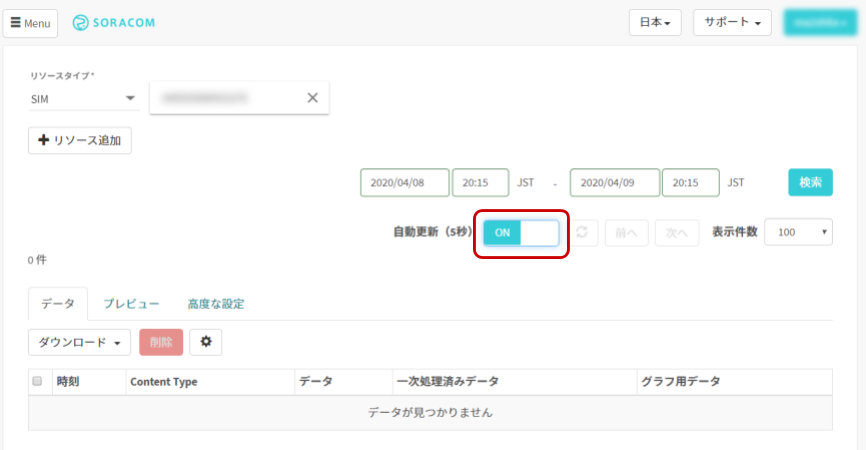 Menu SORACOM 日本 サポート
リソースタイプ*
SIM
リソース追加
2020/04/08 20:15 JST - 2020/04/09 20:15 JST 検索
自動更新（5秒） ON 前へ 次へ 表示件数 100
0 件
データ プレビュー 高度な設定
ダウンロード 削除
時刻 Content Type データ 一次処理済みデータ グラフ用データ
データが見つかりません